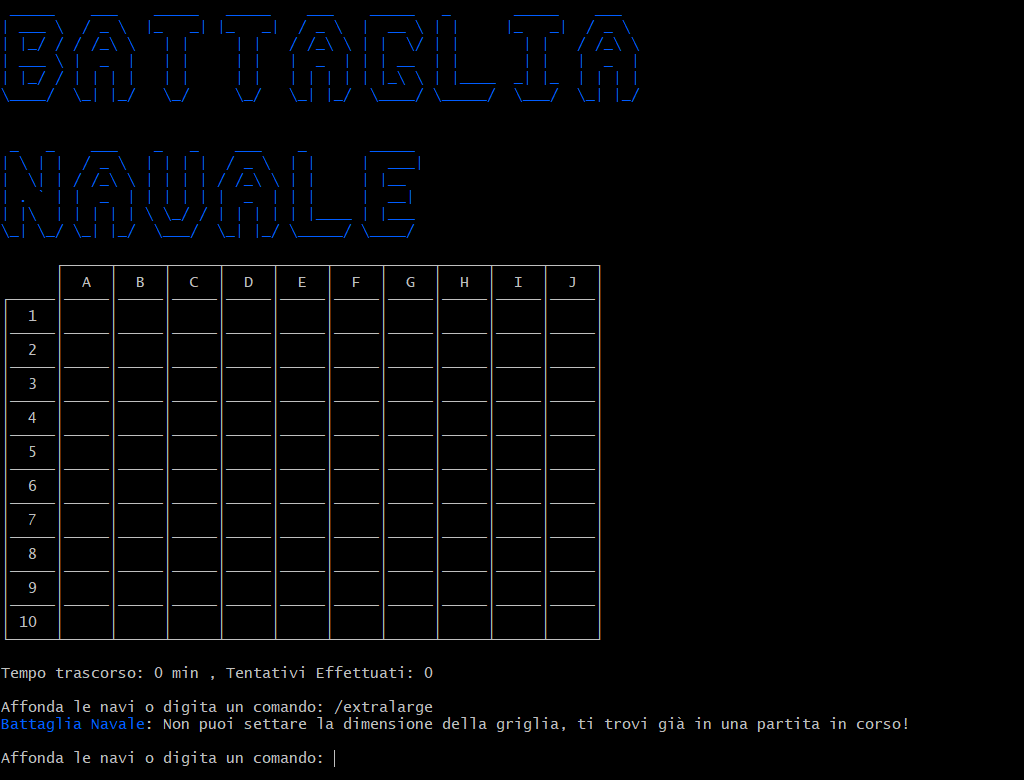 BATTAGLIA
NAVALE
A B C D E F G H I J
1
2
3
4
5
6
7
8
9
10
Tempo trascorso: 0 min , Tentativi Effettuati: 0
Affonda le navi o digita un comando: /extralarge
Battaglia Navale: Non puoi settare la dimensione della griglia, ti trovi già in una partita in corso!
Affonda le navi o digita un comando: